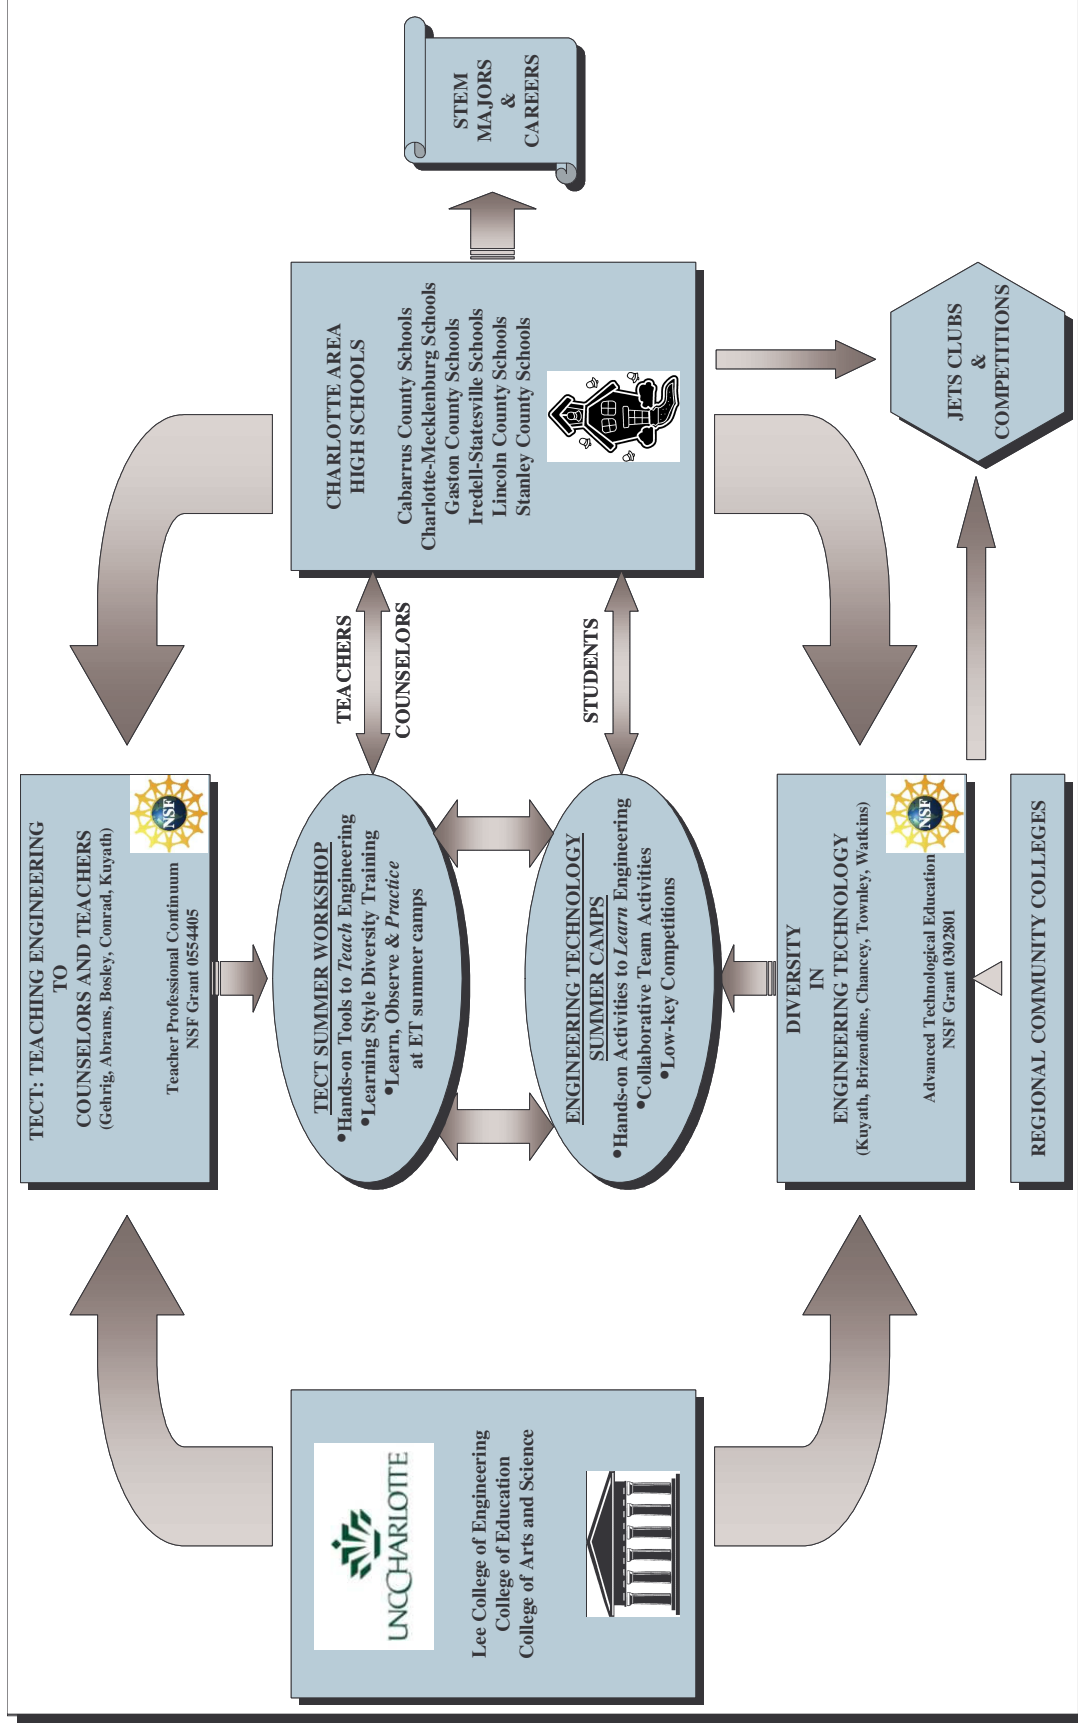 UNCCHARLOTTE
Lee College of Engineering
College of Education
College of Arts and Science
TECT: TEACHING ENGINEERING
TO
COUNSELORS AND TEACHERS
(Gehrig, Abrams, Bosley, Conrad, Kuyath)
Teacher Professional Continuum
NSF Grant 0554405
NSF
TECT SUMMER WORKSHOP
•Hands-on Tools to Teach Engineering
•Learning Style Diversity Training
•Learn, Observe & Practice
at ET summer camps
ENGINEERING TECHNOLOGY
SUMMER CAMPS
•Hands-on Activities to Learn Engineering
•Collaborative Team Activities
•Low-key Competitions
DIVERSITY
IN
ENGINEERING TECHNOLOGY
(Kuyath, Brizendine, Chancey, Townley, Watkins)
Advanced Technological Education
NSF Grant 0302801
NSF
REGIONAL COMMUNITY COLLEGES
TEACHERS
COUNSELORS
STUDENTS
CHARLOTTE AREA
HIGH SCHOOLS
Cabarrus County Schools
Charlotte-Mecklenburg Schools
Gaston County Schools
Iredell-Statesville Schools
Lincoln County Schools
Stanley County Schools
JETS CLUBS
&
COMPETITIONS
STEM
MAJORS
&
CAREERS